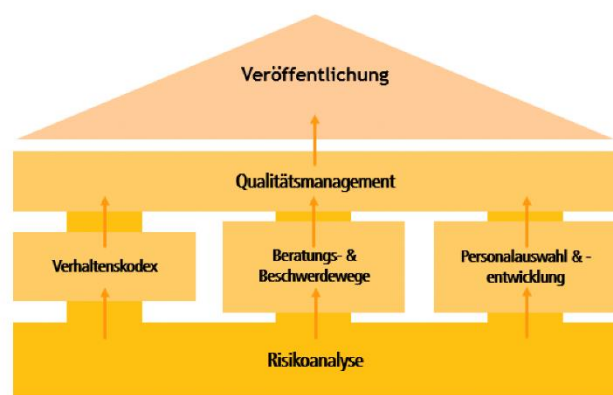 Veröffentlichung
Qualitätsmanagement
Verhaltenskodex
Beratungs- &
Beschwerdewege
Personalauswahl & -
entwicklung
Risikoanalyse